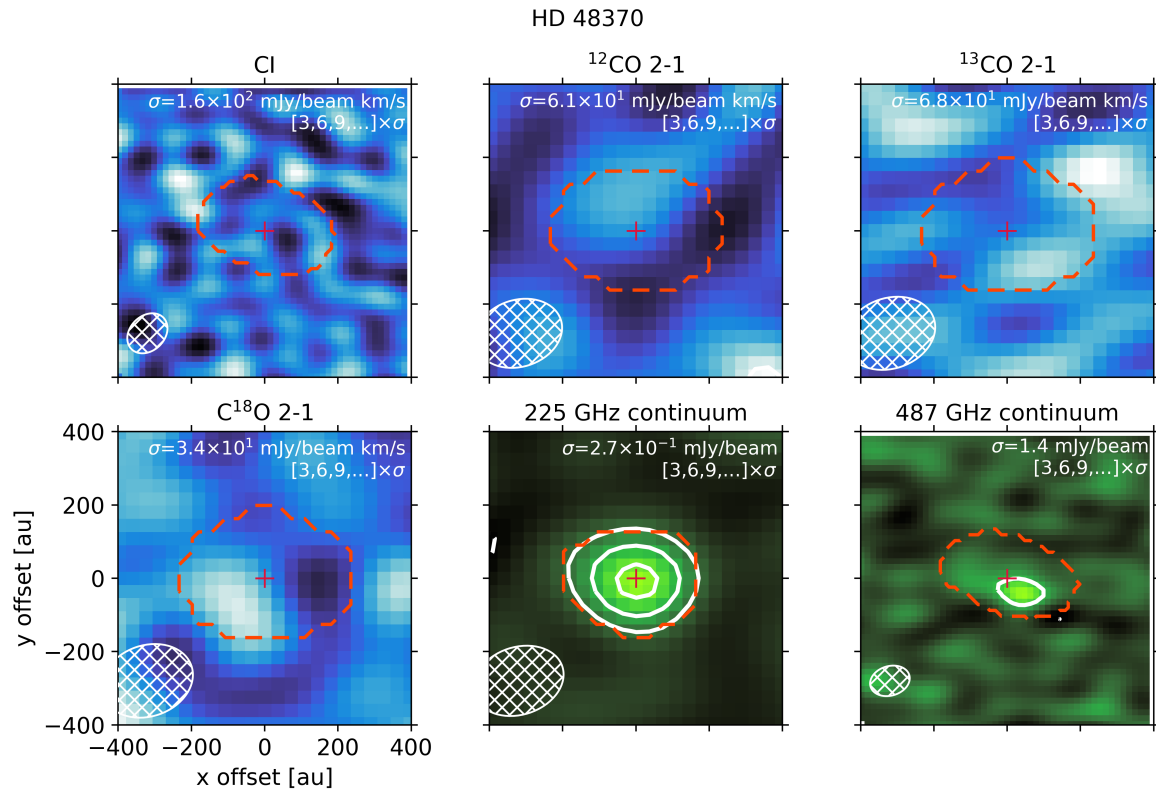 HD 48370
CI
σ=1.6×10² mJy/beam km/s
[3,6,9,...]×σ
¹²CO 2-1
σ=6.1×10¹ mJy/beam km/s
[3,6,9,...]×σ
¹³CO 2-1
σ=6.8×10¹ mJy/beam km/s
[3,6,9,...]×σ
C¹⁸O 2-1
σ=3.4×10¹ mJy/beam km/s
[3,6,9,...]×σ
225 GHz continuum
σ=2.7×10⁻¹ mJy/beam
[3,6,9,...]×σ
487 GHz continuum
σ=1.4 mJy/beam
[3,6,9,...]×σ
400
200
0
−200
−400
y offset [au]
−400 −200 0 200 400
x offset [au]